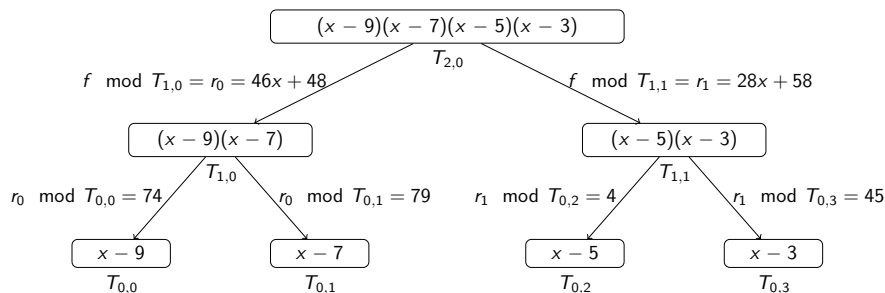 (x − 9)(x − 7)(x − 5)(x − 3)
T₂,₀
f mod T₁,₀ = r₀ = 46x + 48
f mod T₁,₁ = r₁ = 28x + 58
(x − 9)(x − 7)
(x − 5)(x − 3)
T₁,₀
T₁,₁
r₀ mod T₀,₀ = 74
r₀ mod T₀,₁ = 79
r₁ mod T₀,₂ = 4
r₁ mod T₀,₃ = 45
x − 9
x − 7
x − 5
x − 3
T₀,₀
T₀,₁
T₀,₂
T₀,₃